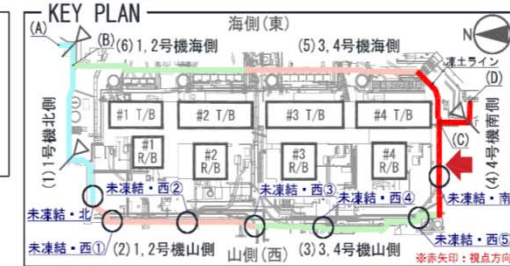 KEY PLAN
海側(東)
N
(A)
(B)
(6)1,2号機海側
(5)3,4号機海側
凍土ライン
(D)
#1 T/B
#2 T/B
#3 T/B
#4 T/B
(1)1号機北側
#1
R/B
#2
R/B
#3
R/B
#4
R/B
(C)
(4)4号機南側
未凍結・西②
未凍結・西③
未凍結・西④
未凍結・北
未凍結・南
未凍結・西①
(2)1,2号機山側
山側(西)
(3)3,4号機山側
未凍結・西⑤
※赤矢印：視点方向